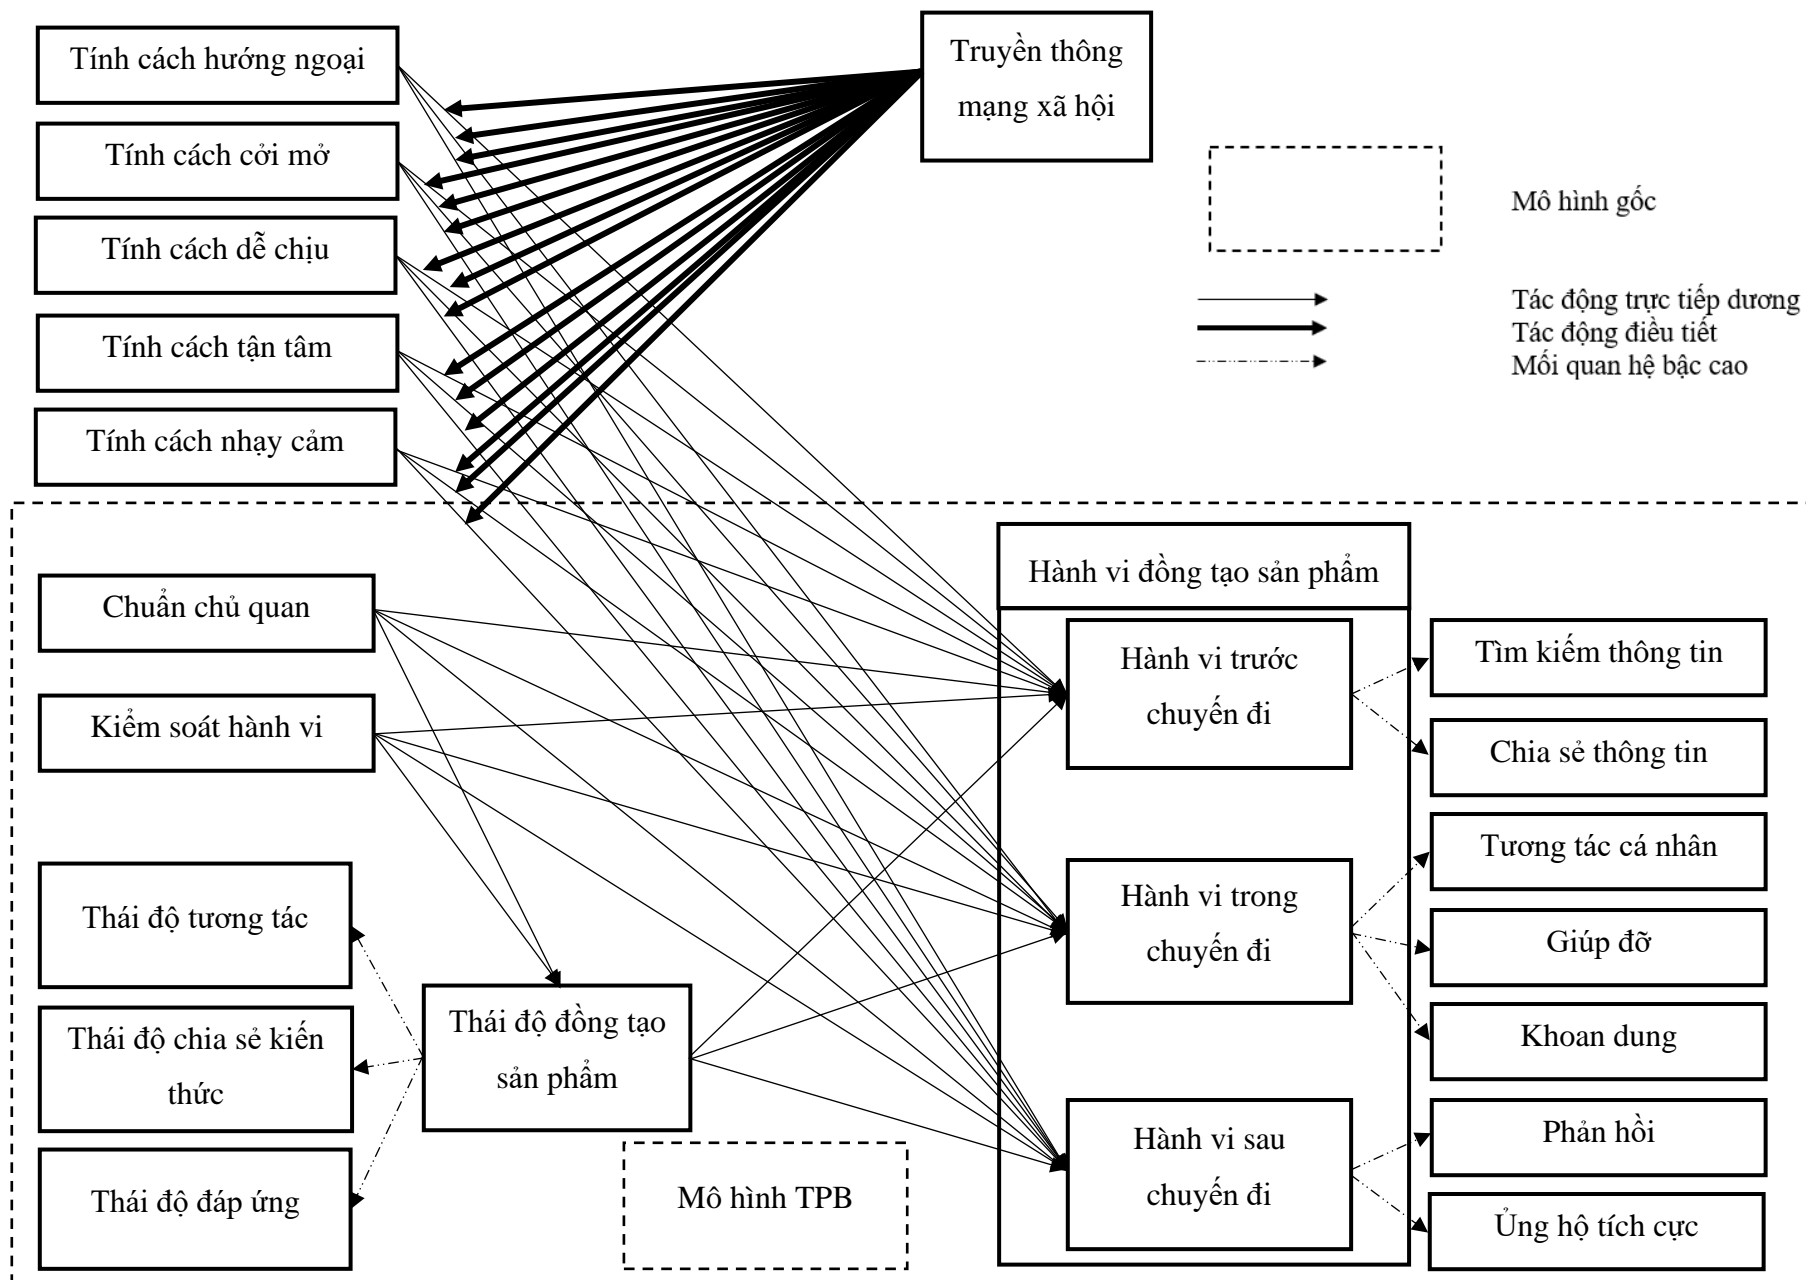 Tính cách hướng ngoại
Tính cách cởi mở
Tính cách dễ chịu
Tính cách tận tâm
Tính cách nhạy cảm
Truyền thông
mạng xã hội
Mô hình gốc
Tác động trực tiếp dương
Tác động điều tiết
Mối quan hệ bậc cao
Chuẩn chủ quan
Kiểm soát hành vi
Thái độ tương tác
Thái độ chia sẻ kiến
thức
Thái độ đáp ứng
Thái độ đồng tạo
sản phẩm
Mô hình TPB
Hành vi đồng tạo sản phẩm
Hành vi trước
chuyến đi
Hành vi trong
chuyến đi
Hành vi sau
chuyến đi
Tìm kiếm thông tin
Chia sẻ thông tin
Tương tác cá nhân
Giúp đỡ
Khoan dung
Phản hồi
Ủng hộ tích cực